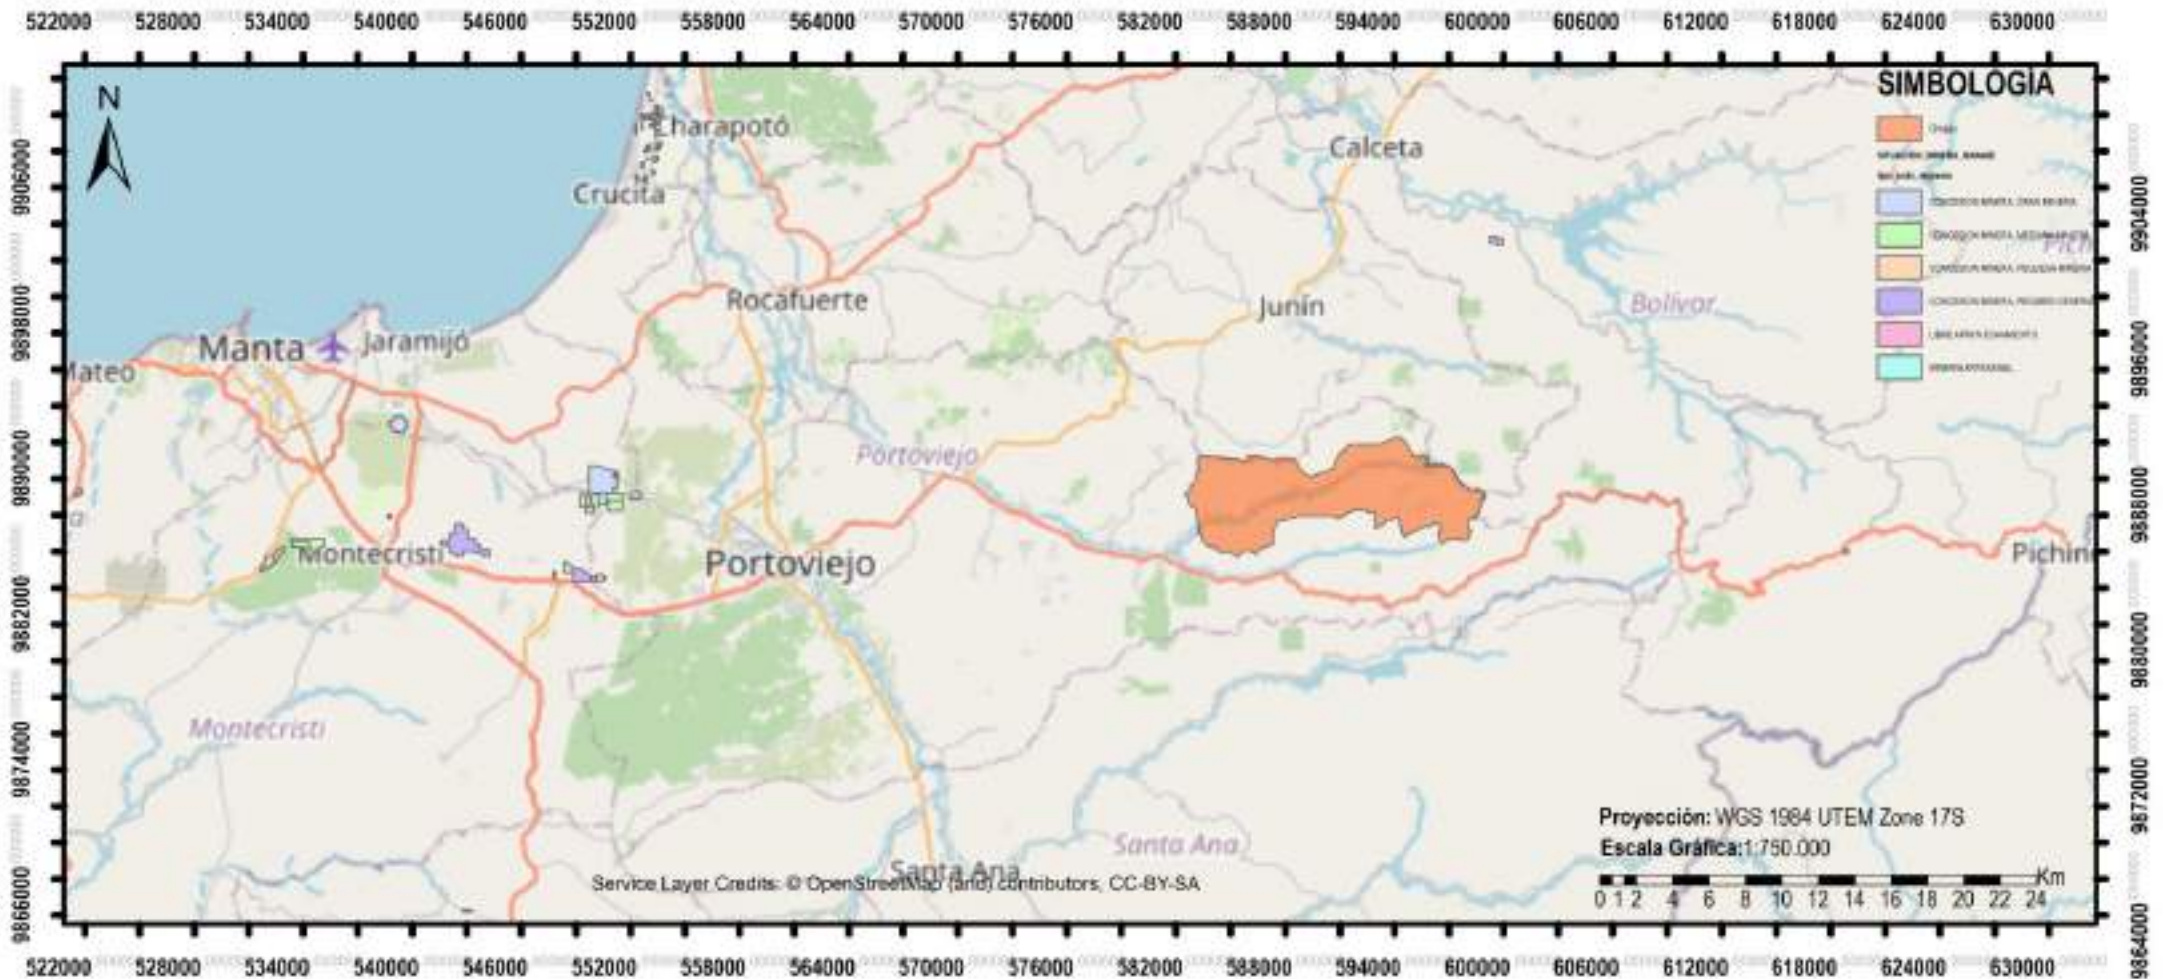 522000 528000 534000 540000 546000 552000 558000 564000 570000 576000 582000 588000 594000 600000 606000 612000 618000 624000 630000
SIMBOLOGÌA
N
Charapotó
Calceta
Crucita
9906000
9904000
Rocafuerte
Junín
Bolívar
9898000
Manta
Jaramijó
9896000
Mateo
Portoviejo
9890000
9888000
Montecristi
Portoviejo
Pichin
9882000
9880000
Montecristi
9874000
9872000
Proyección: WGS 1984 UTEM Zone 17S
Santa Ana
Escala Gráfica:1:750.000
Santa Ana
Service Layer Credits: © OpenStreetMap (and) contributors, CC-BY-SA
Km
0 1 2 4 6 8 10 12 14 16 18 20 22 24
9866000
9864000
522000 528000 534000 540000 546000 552000 558000 564000 570000 576000 582000 588000 594000 600000 606000 612000 618000 624000 630000